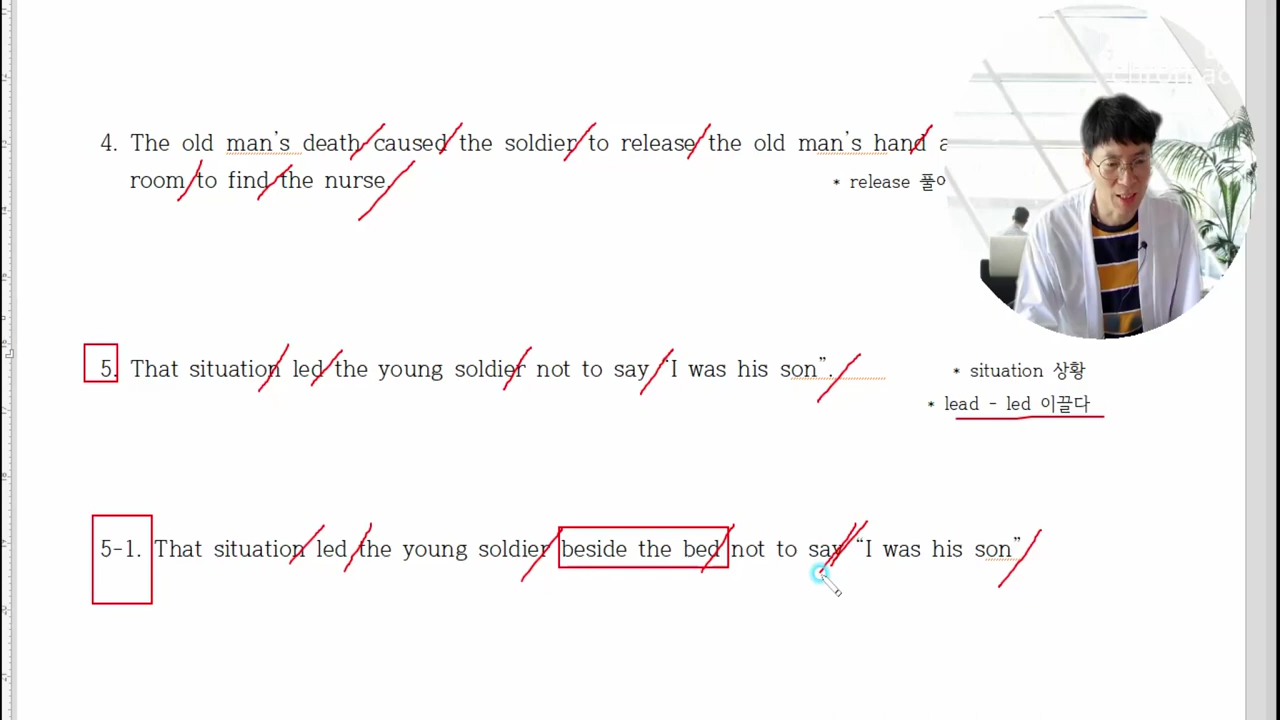 4. The old man's death caused the soldier to release the old man's hand
room to find the nurse.
* release 풀어
5. That situation led the young soldier not to say “I was his son”.
* situation 상황
* lead - led 이끌다
5-1. That situation led the young soldier beside the bed not to say “I was his son”